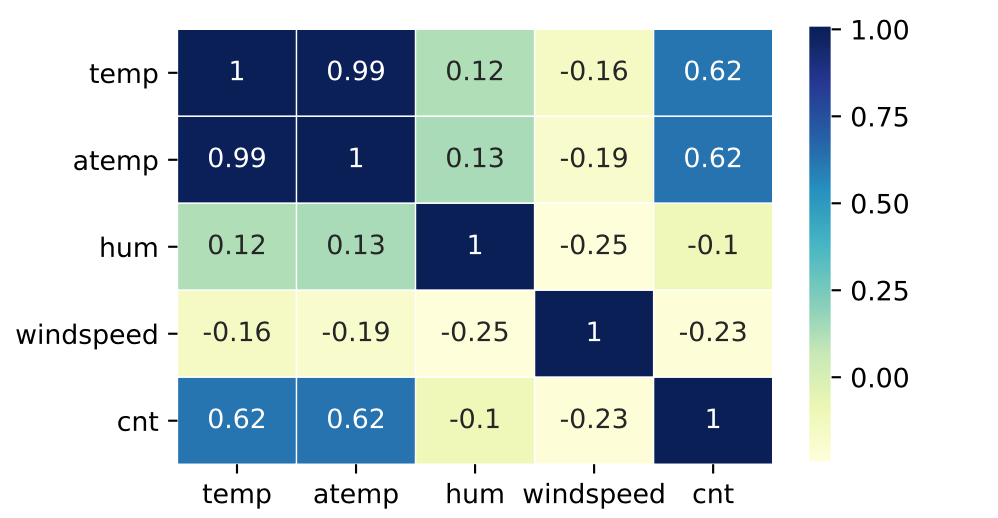 temp 1 0.99 0.12 -0.16 0.62
atemp 0.99 1 0.13 -0.19 0.62
hum 0.12 0.13 1 -0.25 -0.1
windspeed -0.16 -0.19 -0.25 1 -0.23
cnt 0.62 0.62 -0.1 -0.23 1
temp atemp hum windspeed cnt
1.00
0.75
0.50
0.25
0.00